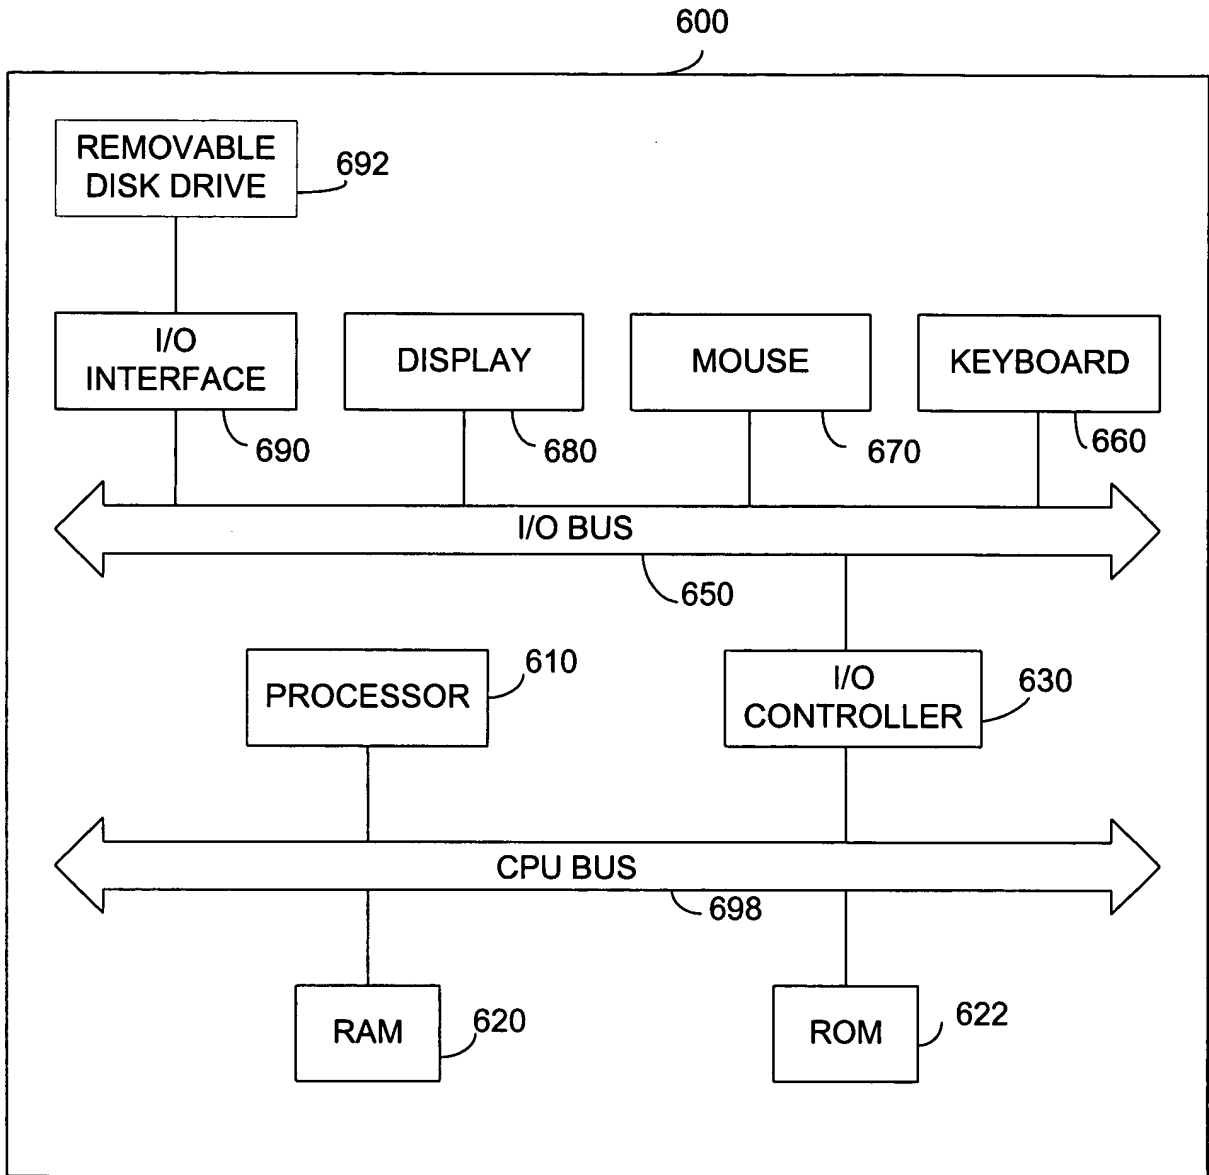 600
REMOVABLE
DISK DRIVE
692
I/O
INTERFACE
690
DISPLAY
680
MOUSE
670
KEYBOARD
660
I/O BUS
650
PROCESSOR
610
I/O
CONTROLLER
630
CPU BUS
698
RAM
620
ROM
622